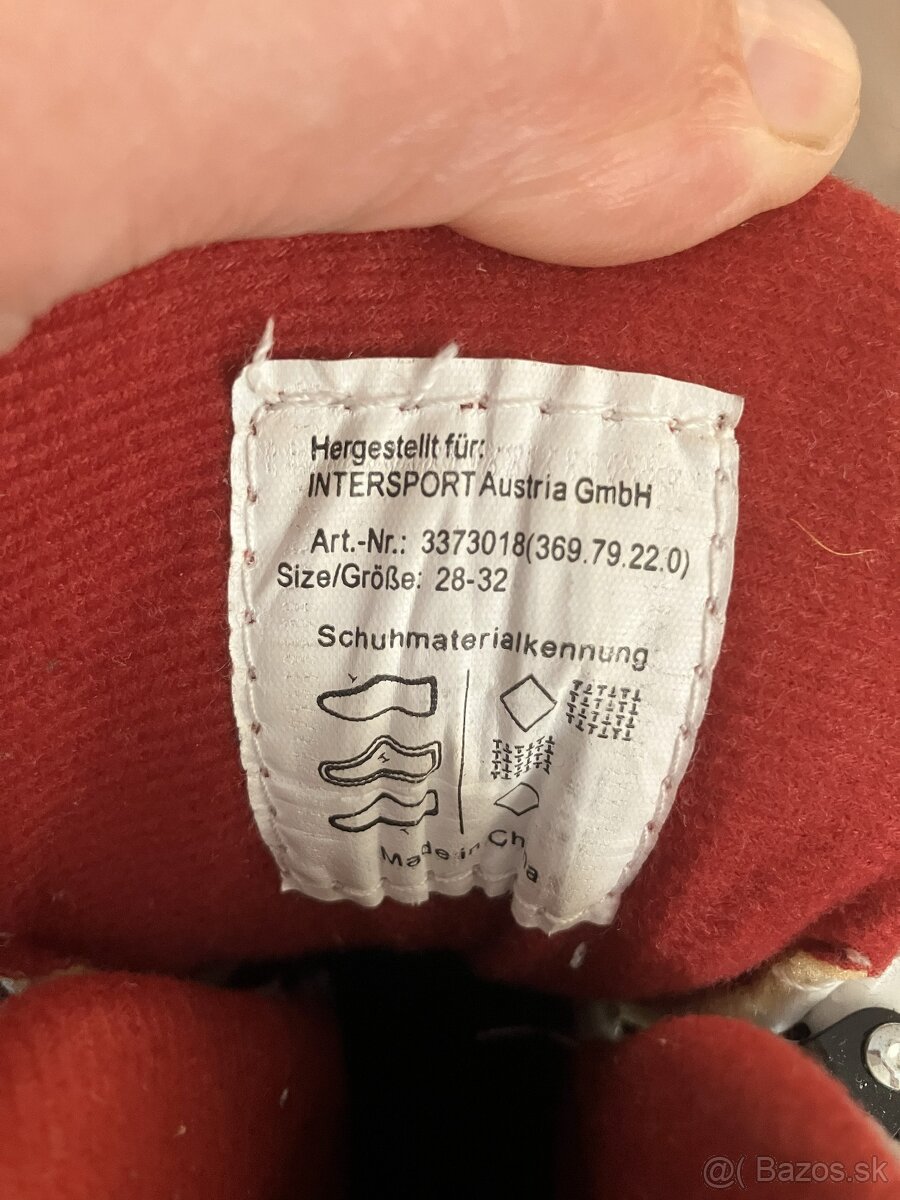 Hergestellt für:
INTERSPORT Austria GmbH
Art.-Nr.: 3373018(369.79.22.0)
Size/Größe: 28-32
Schuhmaterialkennung
Made in China
@( Bazos.sk